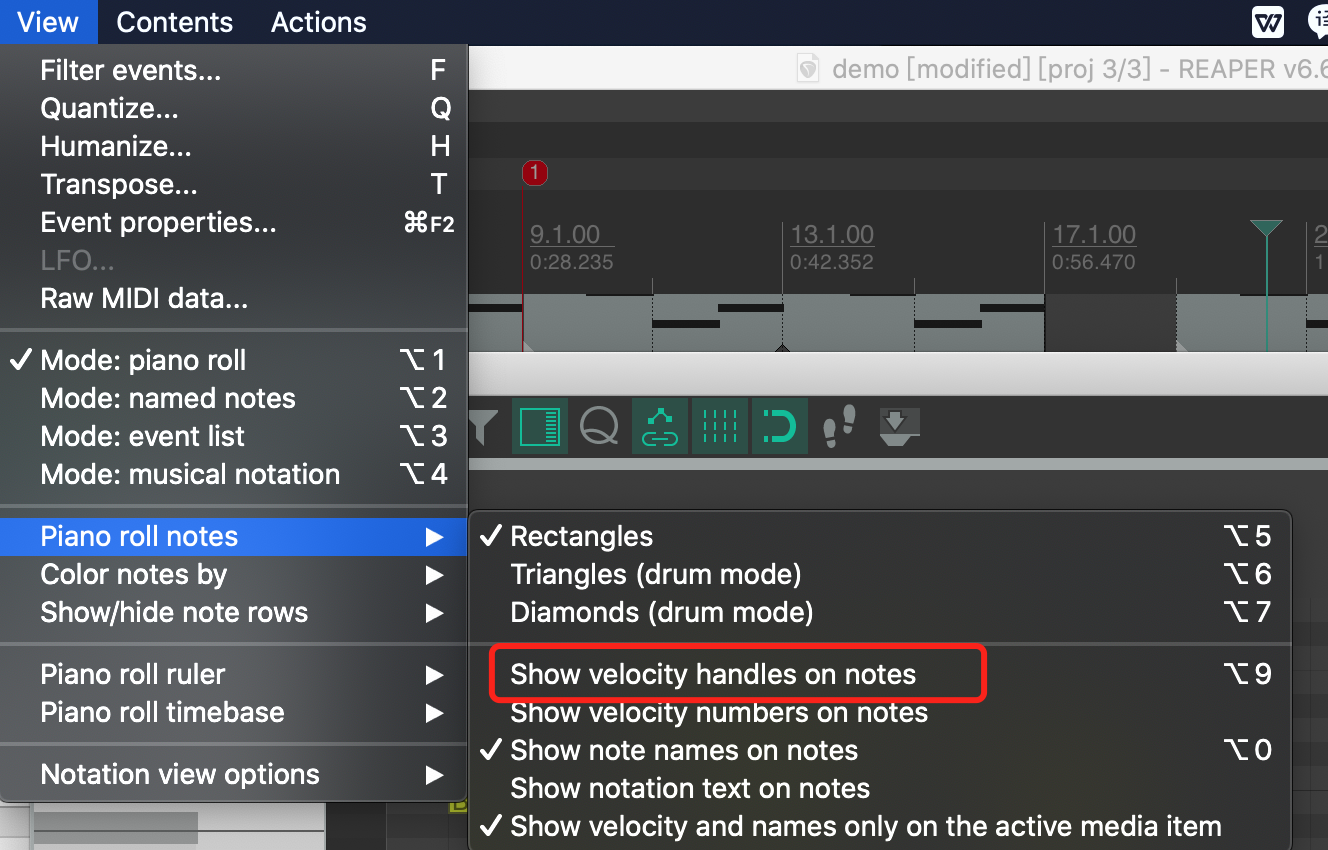 View Contents Actions
demo [modified] [proj 3/3] - REAPER v6.6
Filter events... F
Quantize... Q
Humanize... H
Transpose... T
Event properties... ⌘F2
LFO...
Raw MIDI data...
1
9.1.00 13.1.00 17.1.00 2
0:28.235 0:42.352 0:56.470 1
✓ Mode: piano roll ⌥1
Mode: named notes ⌥2
Mode: event list ⌥3
Mode: musical notation ⌥4
Piano roll notes ▶
Color notes by ▶
Show/hide note rows ▶
Piano roll ruler ▶
Piano roll timebase ▶
Notation view options ▶
✓ Rectangles ⌥5
Triangles (drum mode) ⌥6
Diamonds (drum mode) ⌥7
Show velocity handles on notes ⌥9
Show velocity numbers on notes
✓ Show note names on notes ⌥0
Show notation text on notes
✓ Show velocity and names only on the active media item